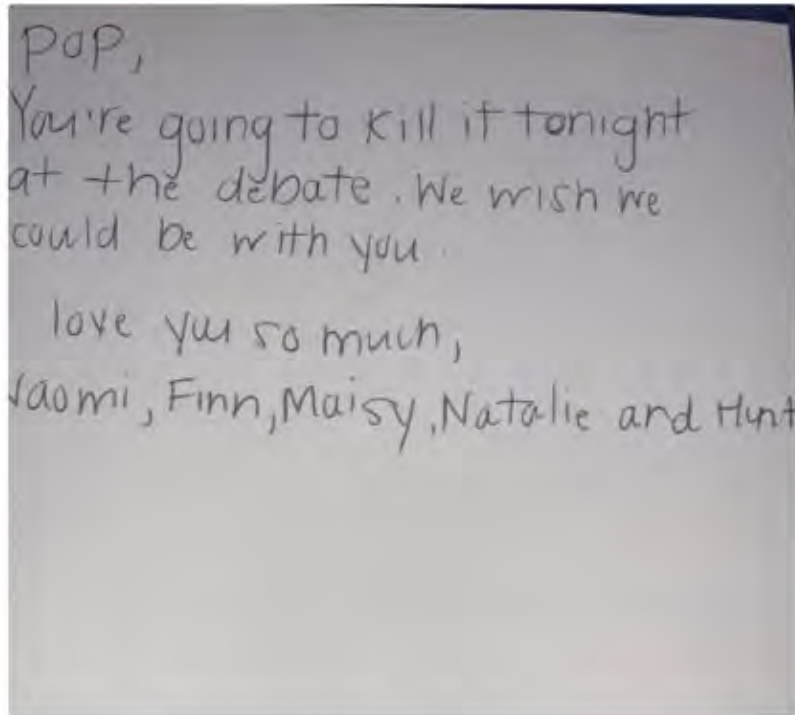 Pop,
You're going to kill it tonight
at the debate. We wish we
could be with you.
love you so much,
Naomi, Finn, Maisy, Natalie and Hunt